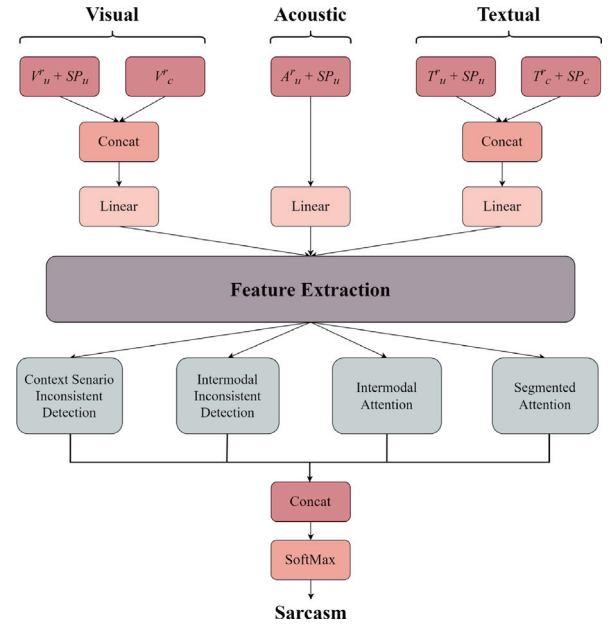 Visual Acoustic Textual
V^r_u + SP_u V^r_c A^r_u + SP_u T^r_u + SP_u T^r_c + SP_c
Concat Concat
Linear Linear Linear
Feature Extraction
Context Senario
Inconsistent
Detection
Intermodal
Inconsistent
Detection
Intermodal
Attention
Segmented
Attention
Concat
SoftMax
Sarcasm